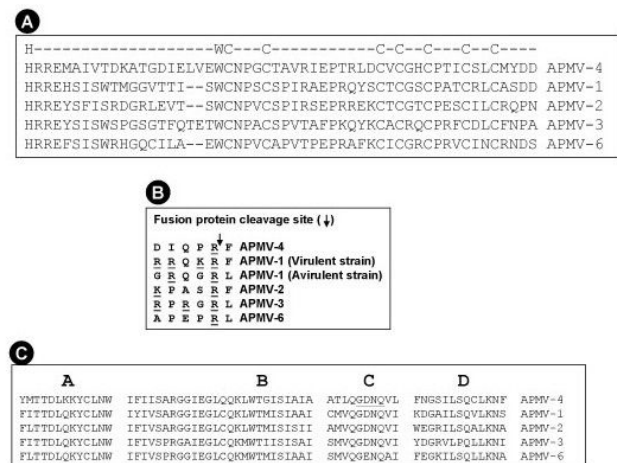 A
H-------------------WC---C-----------C-C--C---C--C----
HRREMAIVTDKATGDIELVEWCNPGCTAVRIEPTRLDCVCGHCPTICSLCMYDD APMV-4
HRREHSISWTMGGVTTI--SWCNPSCSPIRAEPRQYSCTCGSCPATCRLCASDD APMV-1
HRREYSFISRDGRLEVT--SWCNPVCSPIRSEPRREKCTCGTCPESCILCRQPN APMV-2
HRREYSISWSPGSGTFQTETWCNPACSPVTAFPKQYKCACRQCPRFCDLCFNPA APMV-3
HRREFSISWRHGQCILA--EWCNPVCAPVTPEPRAFKCICGRCPRVCINCRNDS APMV-6
B
Fusion protein cleavage site (↓)
D I Q P R F APMV-4
R R Q K R F APMV-1 (Virulent strain)
G R Q G R L APMV-1 (Avirulent strain)
K P A S R F APMV-2
R P R G R L APMV-3
A P E P R L APMV-6
C
A B C D
YMTTDLKKYCLNW IFIISARGGIEGLQQKLWTGISIAIA ATLQGDNQVL FNGSILSQCLKNF APMV-4
FITTDLQKYCLNW IYIVSARGGIEGLCQKLWTMISIAAI CMVQGDNQVI KDGAILSQVLKNS APMV-1
FLTTDLQKYCLNW IFIVSARGGIEGLCQKLWTMISISII AMVQGDNQVI WEGRILSQALKNA APMV-2
FITTDLQKYCLNW IFIVSPRGAIEGLCQKMWTIISISAI SMVQGDNQVI YDGRVLPQLLKNI APMV-3
FLTTDLQKYCLNW IFIVSPRGGIEGLCQKMWTMISIAAI SMVQGENQAI FEGKILSQLLKNF APMV-6